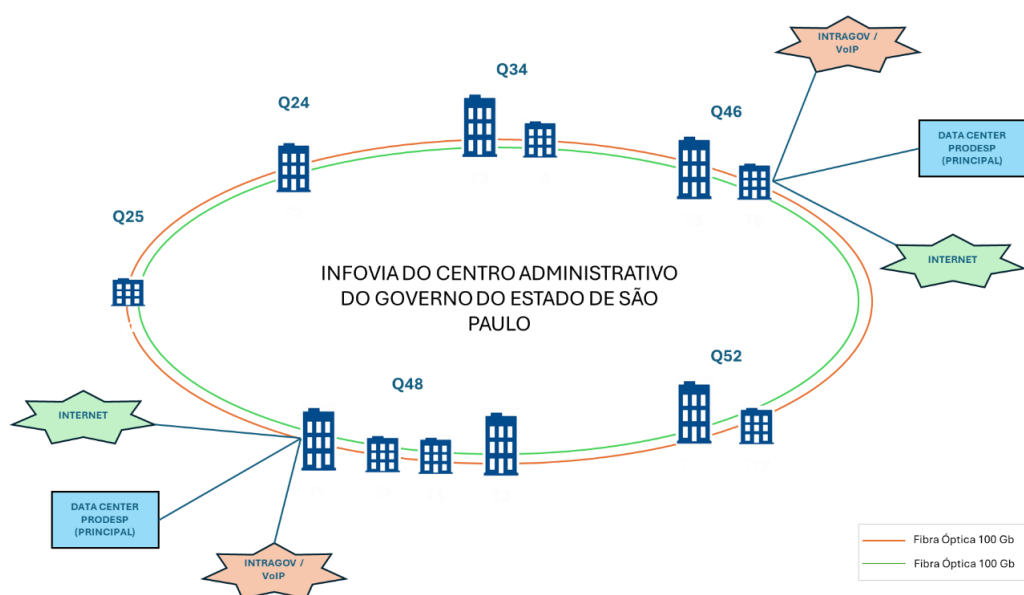 INTRAGOV /
VoIP
Q34
Q24
Q46
DATA CENTER
PRODESP
(PRINCIPAL)
Q25
INTERNET
INFOVIA DO CENTRO ADMINISTRATIVO
DO GOVERNO DO ESTADO DE SÃO
PAULO
Q52
Q48
INTERNET
DATA CENTER
PRODESP
(PRINCIPAL)
INTRAGOV /
VoIP
Fibra Óptica 100 Gb
Fibra Óptica 100 Gb